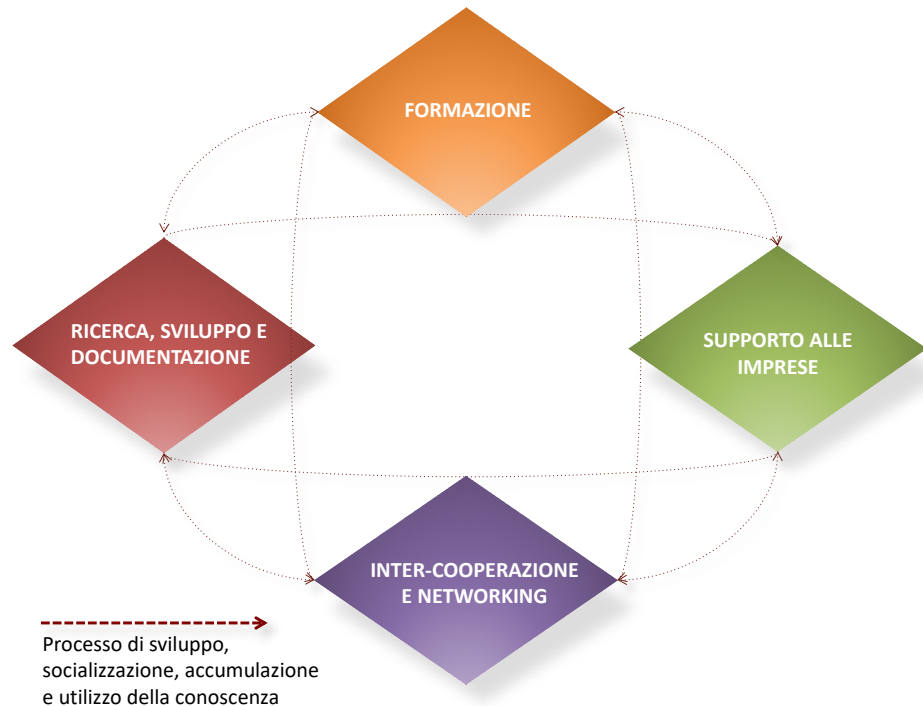 FORMAZIONE
RICERCA, SVILUPPO E
DOCUMENTAZIONE
SUPPORTO ALLE
IMPRESE
INTER-COOPERAZIONE
E NETWORKING
Processo di sviluppo,
socializzazione, accumulazione
e utilizzo della conoscenza